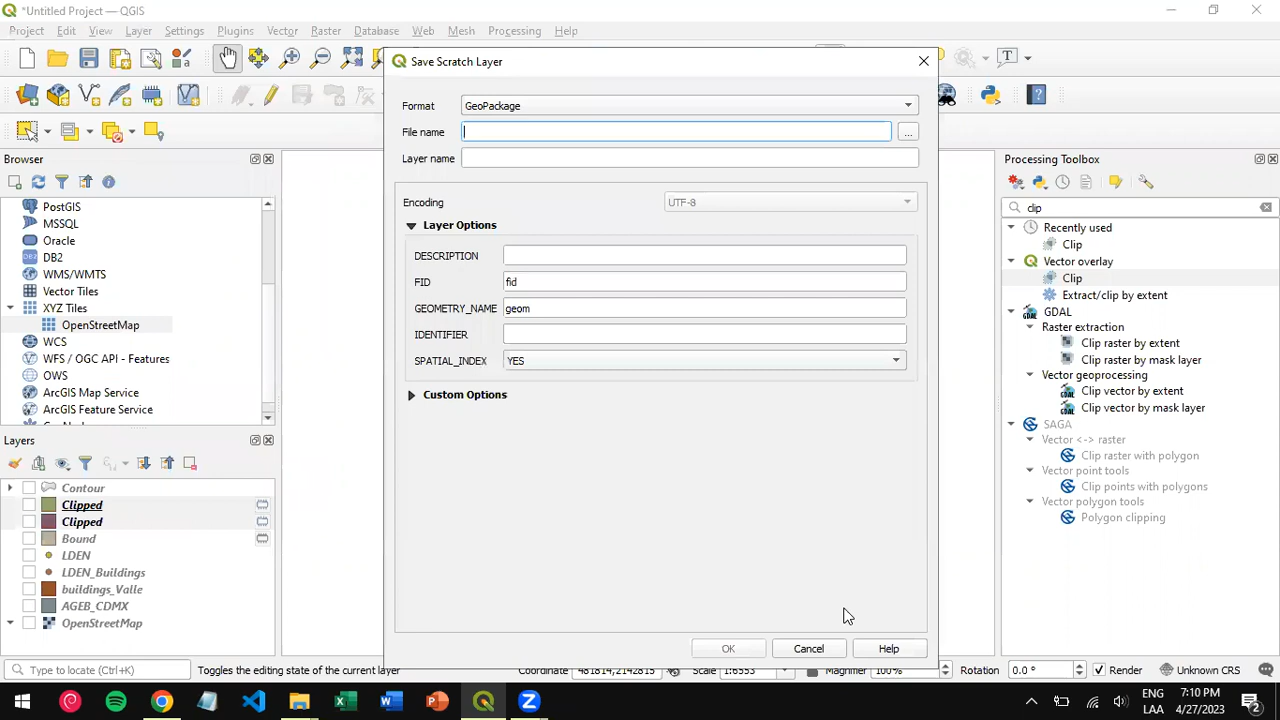 *Untitled Project — QGIS
Project Edit View Layer Settings Plugins Vector Raster Database Web Mesh Processing Help
Save Scratch Layer
Format GeoPackage
File name ...
Layer name
Encoding UTF-8
Layer Options
DESCRIPTION
FID fid
GEOMETRY_NAME geom
IDENTIFIER
SPATIAL_INDEX YES
Custom Options
OK Cancel Help
Browser
PostGIS
MSSQL
Oracle
DB2
WMS/WMTS
Vector Tiles
XYZ Tiles
OpenStreetMap
WCS
WFS / OGC API - Features
OWS
ArcGIS Map Service
ArcGIS Feature Service
Layers
Contour
Clipped
Clipped
Bound
LDEN
LDEN_Buildings
buildings_Valle
AGEB_CDMX
OpenStreetMap
Processing Toolbox
clip
Recently used
Clip
Vector overlay
Clip
Extract/clip by extent
GDAL
Raster extraction
Clip raster by extent
Clip raster by mask layer
Vector geoprocessing
Clip vector by extent
Clip vector by mask layer
SAGA
Vector <-> raster
Clip raster with polygon
Vector point tools
Clip points with polygons
Vector polygon tools
Polygon clipping
Type to locate (Ctrl+K) Toggles the editing state of the current layer Coordinate 481814,2142815 Scale 1:6553 Magnifier 100% Rotation 0.0 ° Render Unknown CRS
ENG 7:10 PM
LAA 4/27/2023
2